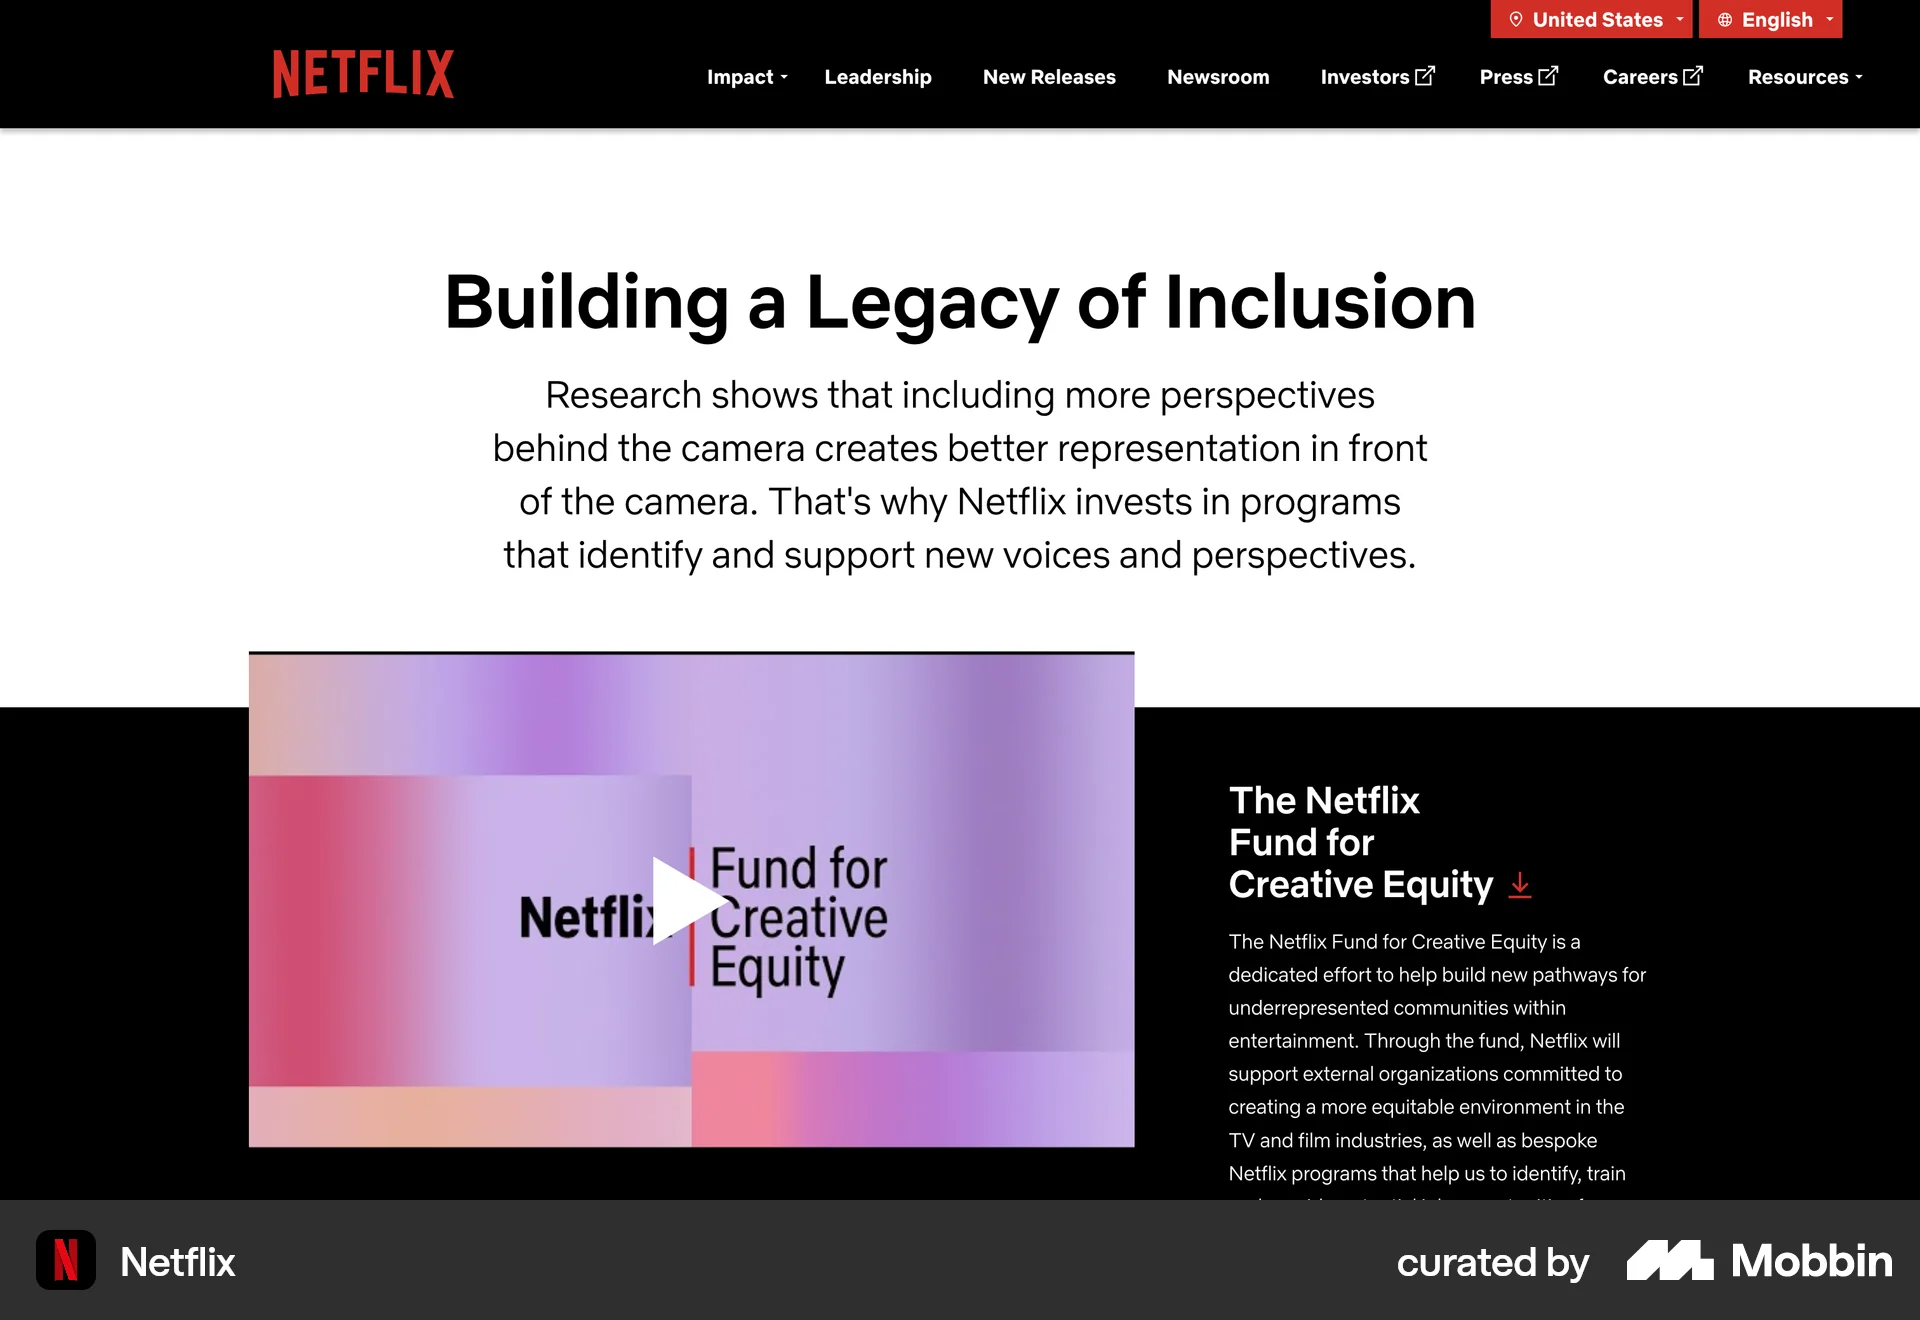 United States
English
NETFLIX
Impact
Leadership
New Releases
Newsroom
Investors
Press
Careers
Resources
Building a Legacy of Inclusion
Research shows that including more perspectives
behind the camera creates better representation in front
of the camera. That's why Netflix invests in programs
that identify and support new voices and perspectives.
Netflix
Fund for
Creative
Equity
The Netflix
Fund for
Creative Equity
The Netflix Fund for Creative Equity is a
dedicated effort to help build new pathways for
underrepresented communities within
entertainment. Through the fund, Netflix will
support external organizations committed to
creating a more equitable environment in the
TV and film industries, as well as bespoke
Netflix programs that help us to identify, train
Netflix
curated by
Mobbin